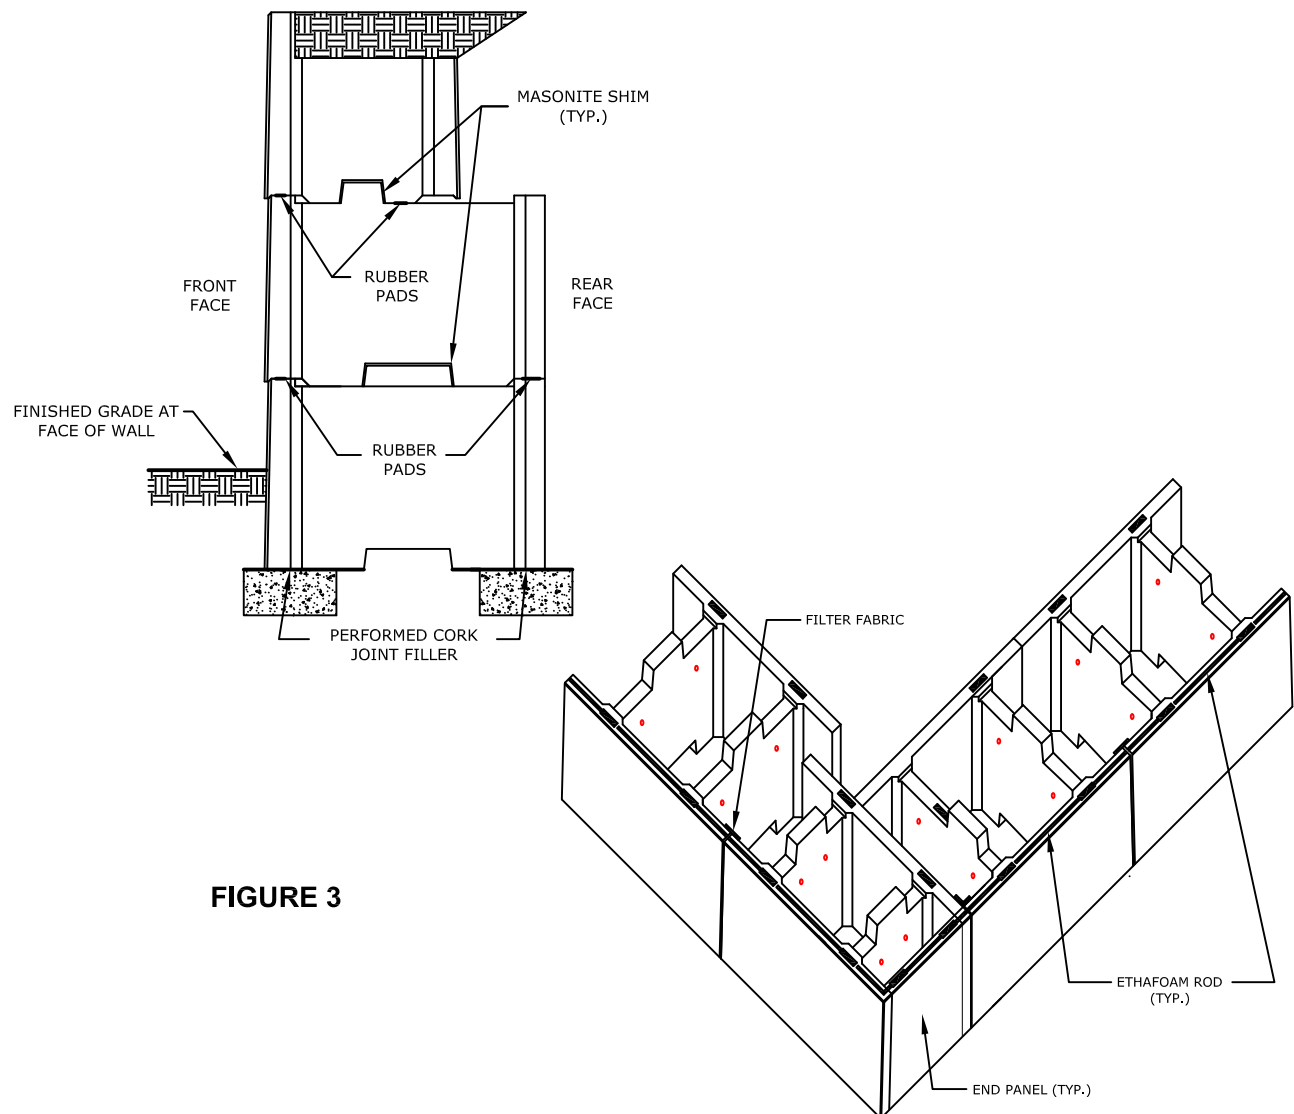 MASONITE SHIM
(TYP.)
FRONT
FACE
RUBBER
PADS
REAR
FACE
FINISHED GRADE AT
FACE OF WALL
RUBBER
PADS
PERFORMED CORK
JOINT FILLER
FILTER FABRIC
FIGURE 3
ETHAFOAM ROD
(TYP.)
END PANEL (TYP.)